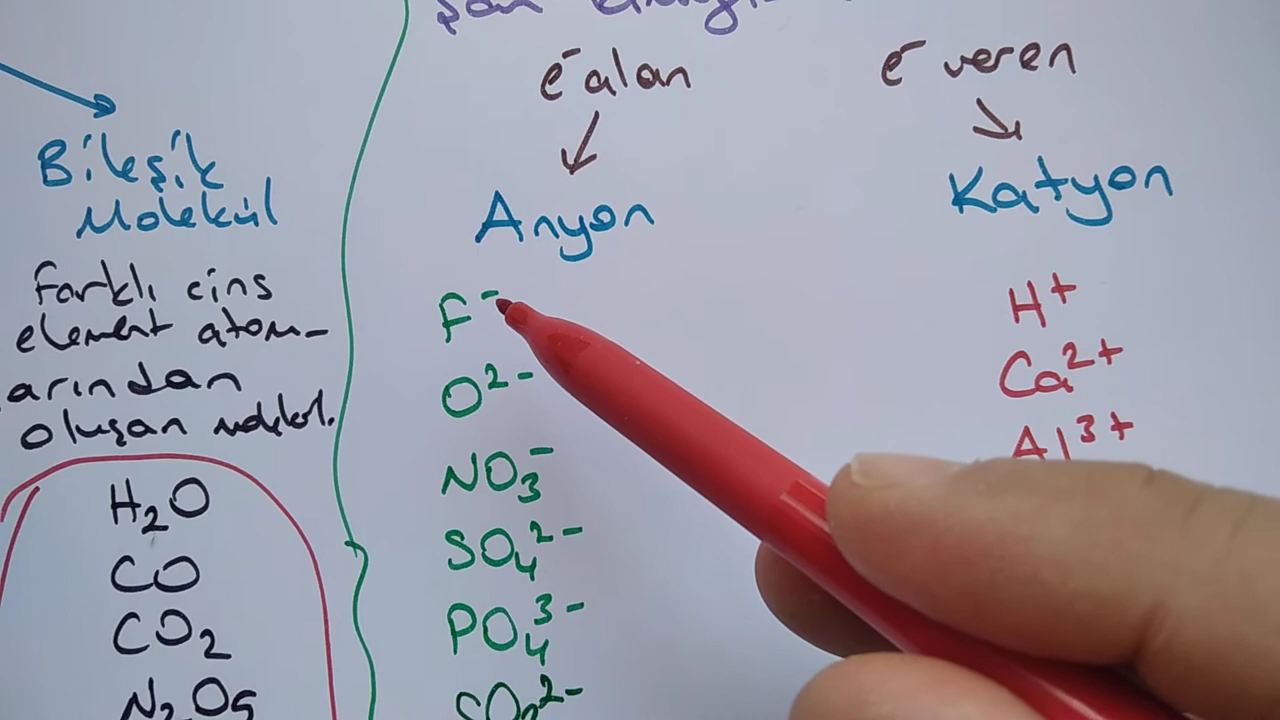 e⁻ alan
e⁻ veren
Bileşik
Molekül
Anyon
Katyon
farklı cins
element atom-
arından
oluşan molekül.
H₂O
CO
CO₂
F⁻
O²⁻
NO₃⁻
SO₄²⁻
PO₄³⁻
H⁺
Ca²⁺
Al³⁺